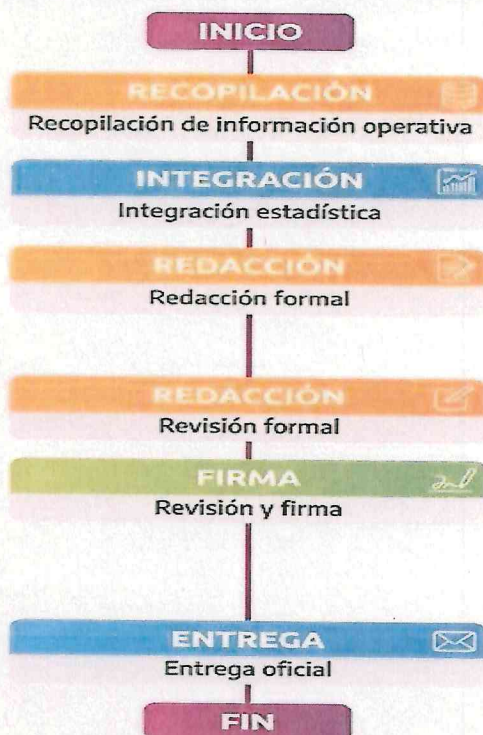 INICIO
RECOPILACIÓN
Recopilación de información operativa
INTEGRACIÓN
Integración estadística
REDACCIÓN
Redacción formal
REDACCIÓN
Revisión formal
FIRMA
Revisión y firma
ENTREGA
Entrega oficial
FIN